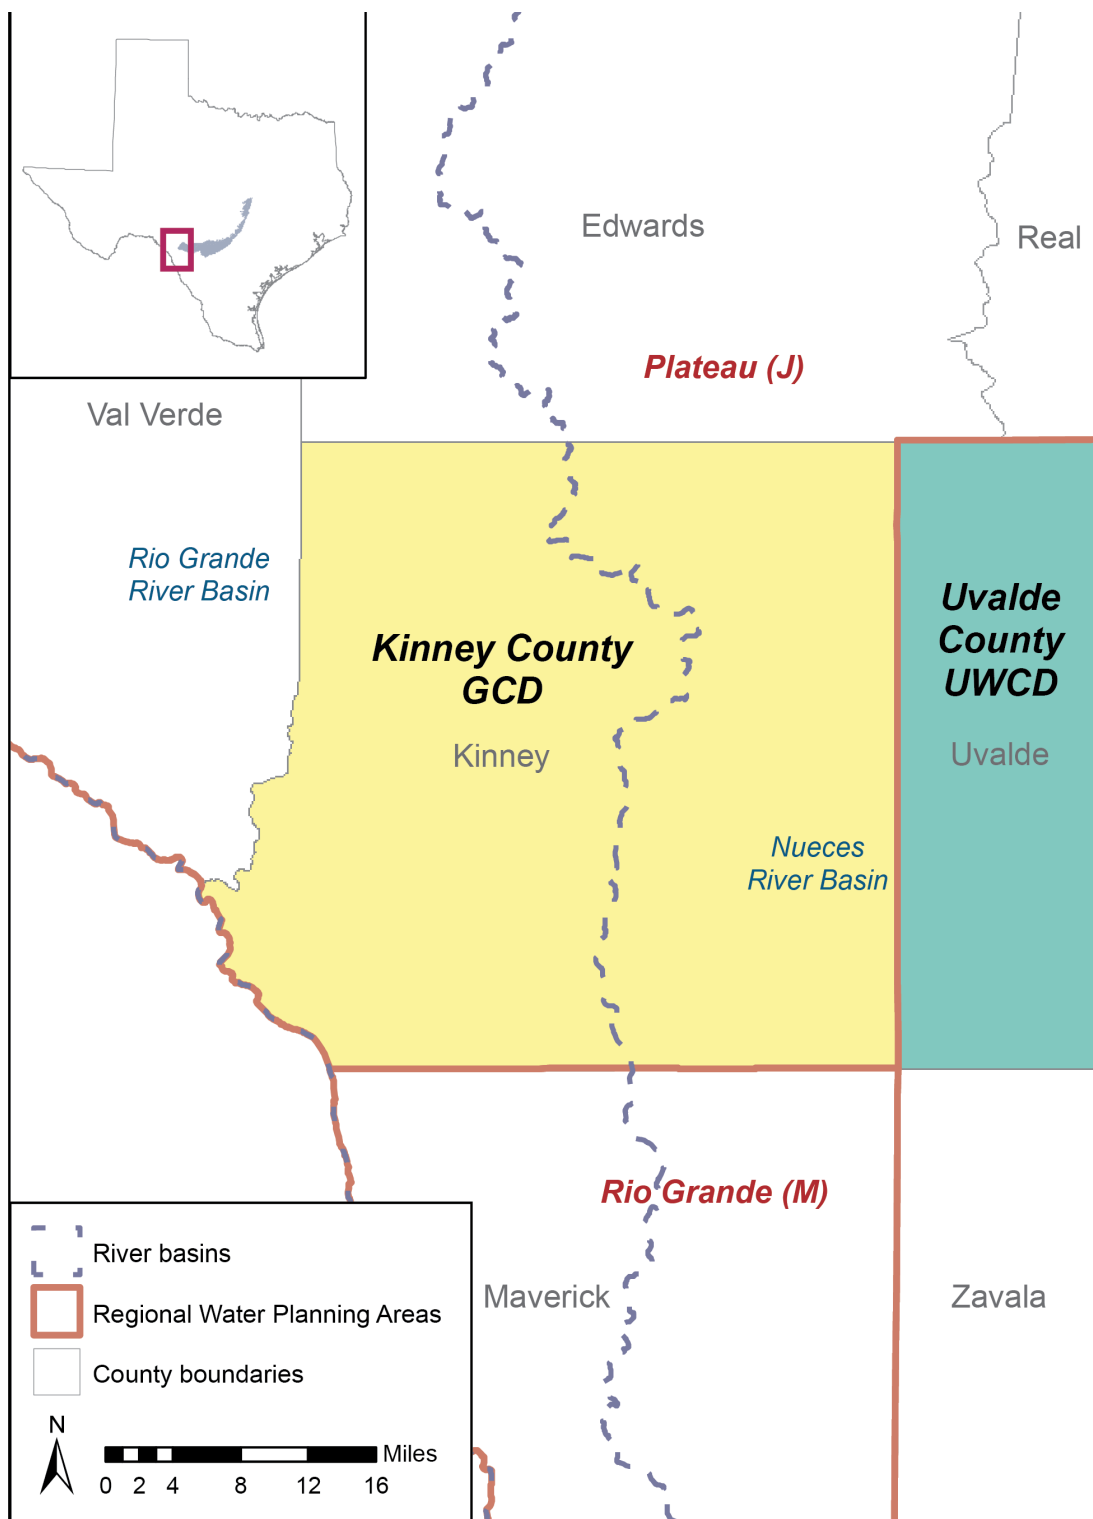 Edwards
Real
Plateau (J)
Val Verde
Rio Grande
River Basin
Kinney County
GCD
Kinney
Uvalde
County
UWCD
Uvalde
Nueces
River Basin
Rio Grande (M)
Maverick
Zavala
River basins
Regional Water Planning Areas
County boundaries
N
Miles
0 2 4 8 12 16